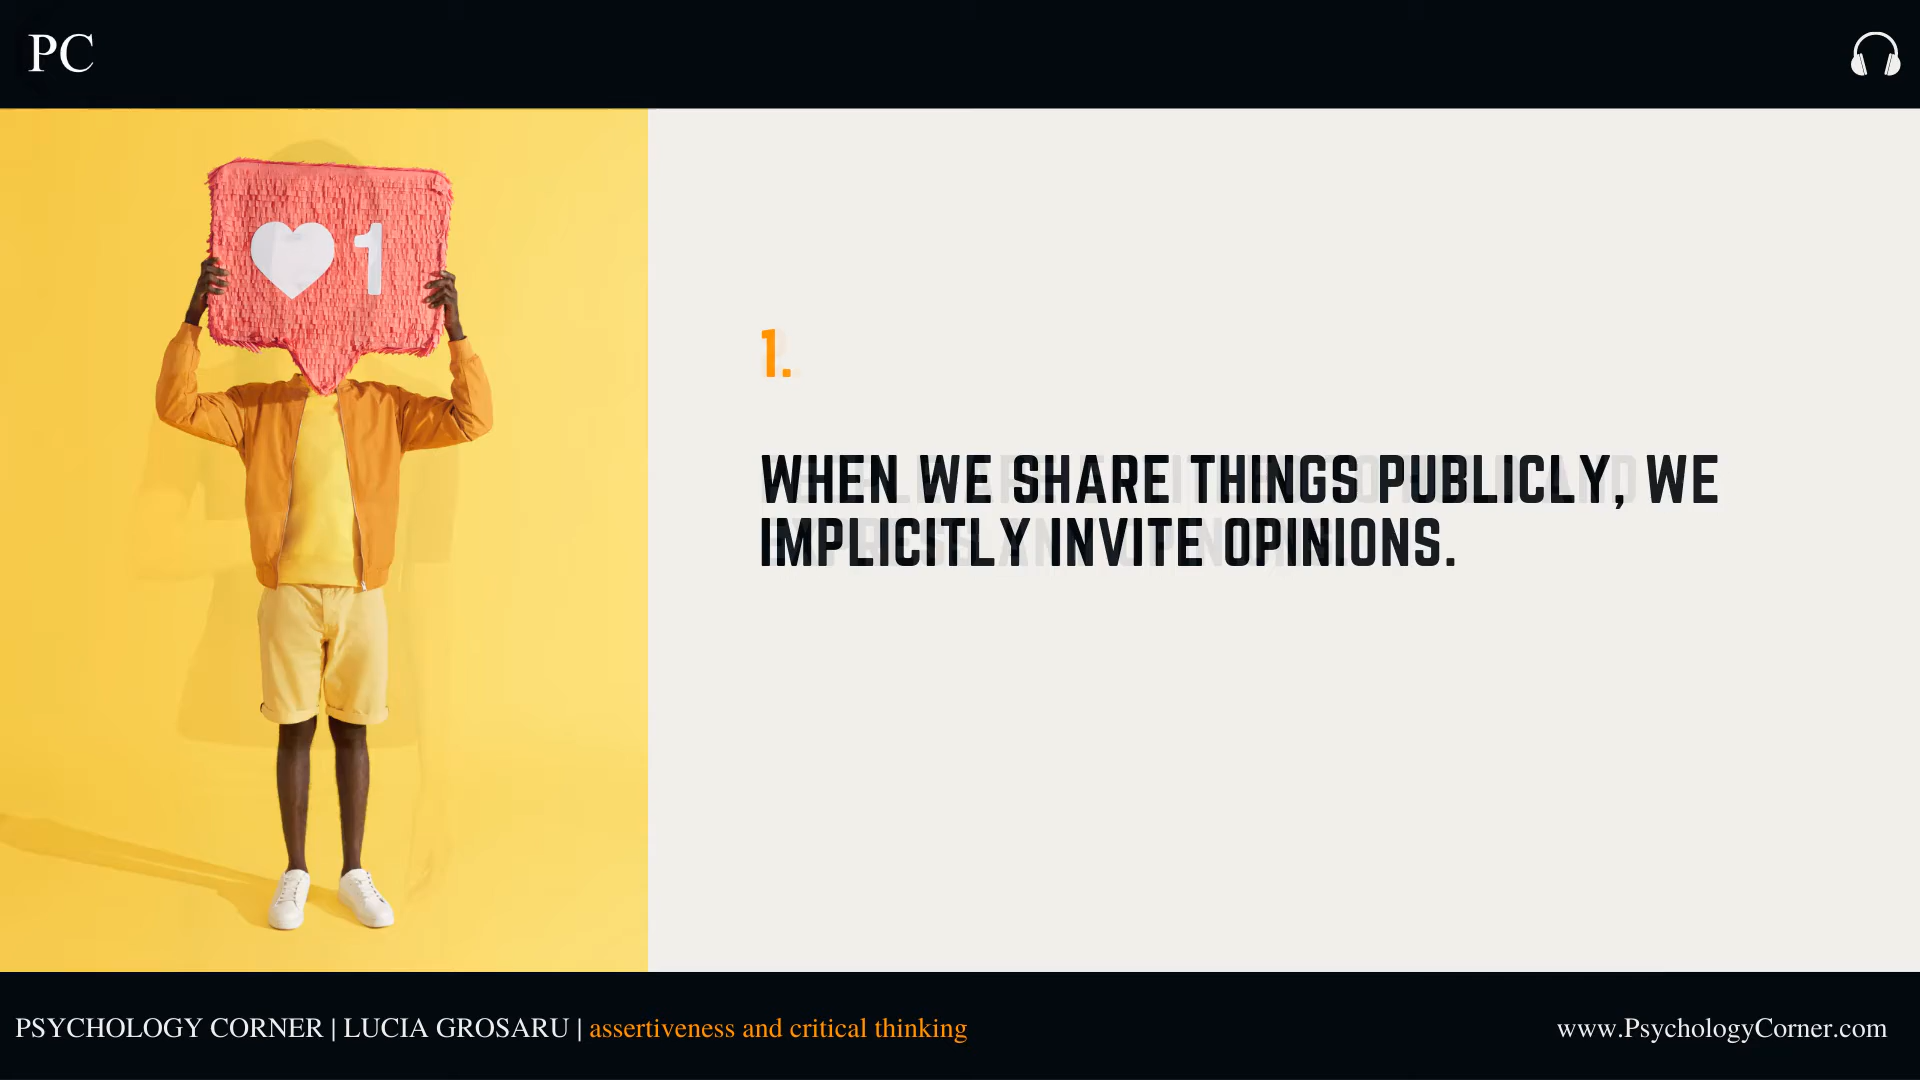 PC
1
1.
WHEN WE SHARE THINGS PUBLICLY, WE
IMPLICITLY INVITE OPINIONS.
PSYCHOLOGY CORNER | LUCIA GROSARU | assertiveness and critical thinking
www.PsychologyCorner.com